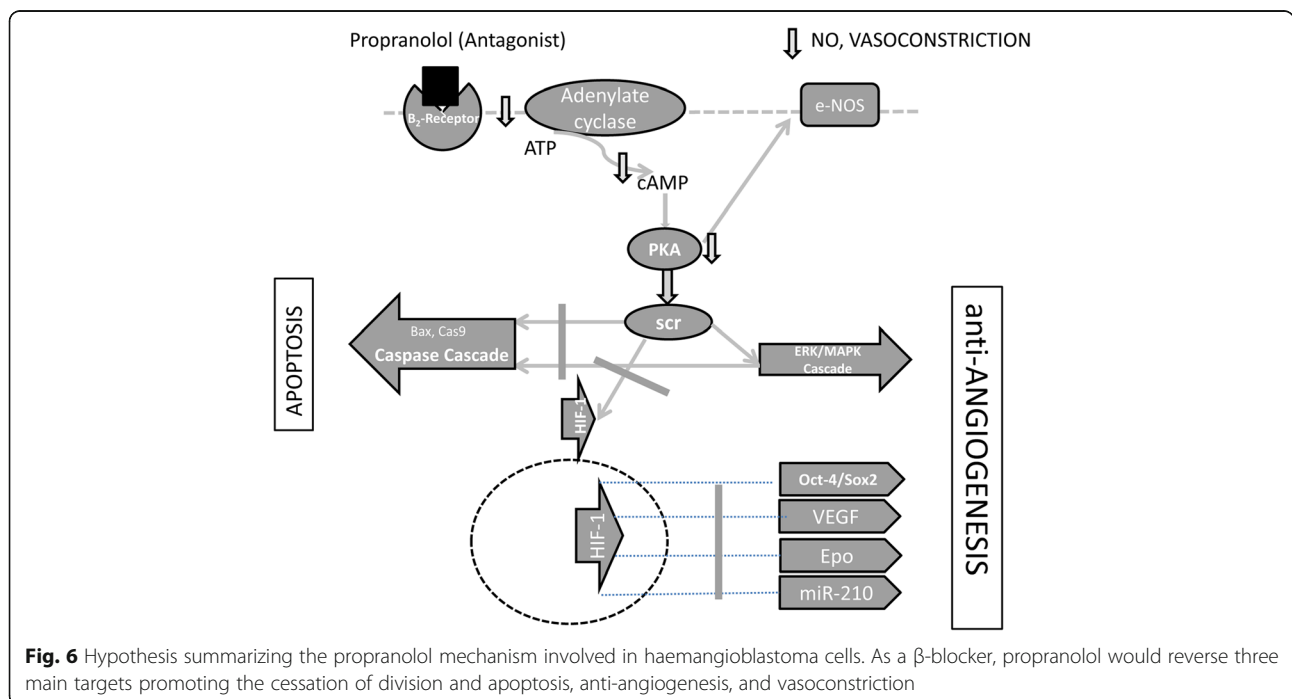 Propranolol (Antagonist)
NO, VASOCONSTRICTION
B₂-Receptor
Adenylate
cyclase
e-NOS
ATP
cAMP
PKA
scr
APOPTOSIS
Bax, Cas9
Caspase Cascade
ERK/MAPK
Cascade
anti-ANGIOGENESIS
HIF-1
HIF-1
Oct-4/Sox2
VEGF
Epo
miR-210
Fig. 6 Hypothesis summarizing the propranolol mechanism involved in haemangioblastoma cells. As a β-blocker, propranolol would reverse three
main targets promoting the cessation of division and apoptosis, anti-angiogenesis, and vasoconstriction